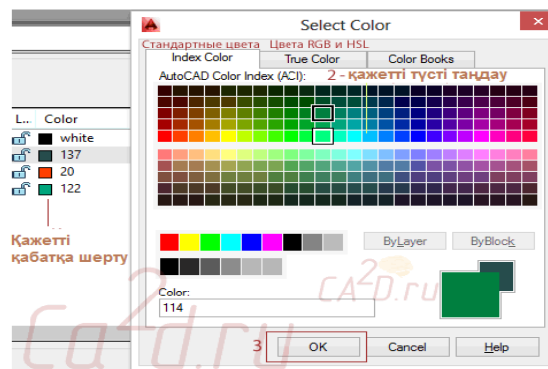 Select Color
Стандартные цвета Цвета RGB и HSL
Index Color True Color Color Books
AutoCAD Color Index (ACI): 2 - қажетті түсті таңдау
L... Color
white
137
20
122
Қажетті
қабатқа шерту
ByLayer ByBlock
Color:
114
3 OK Cancel Help
CA2D.ru
Ca2d.ru